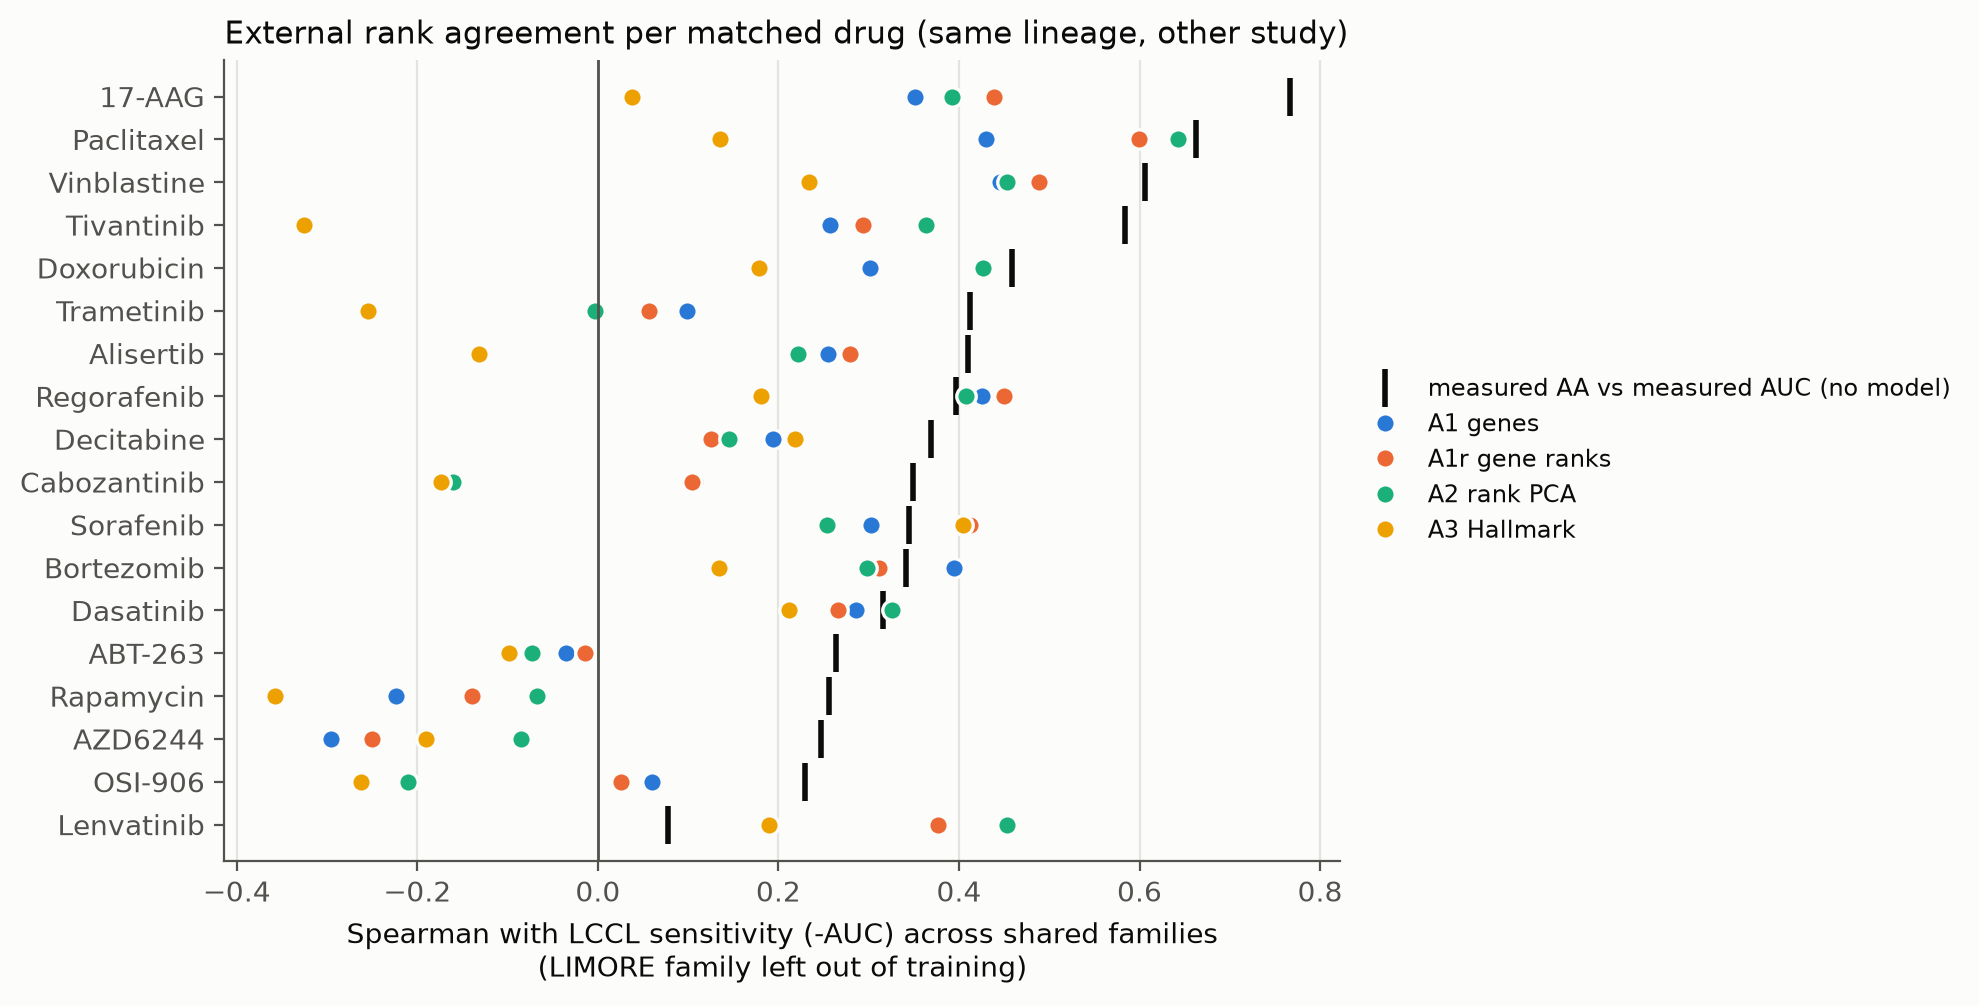 External rank agreement per matched drug (same lineage, other study)
17-AAG
Paclitaxel
Vinblastine
Tivantinib
Doxorubicin
Trametinib
Alisertib
Regorafenib
Decitabine
Cabozantinib
Sorafenib
Bortezomib
Dasatinib
ABT-263
Rapamycin
AZD6244
OSI-906
Lenvatinib
−0.4 −0.2 0.0 0.2 0.4 0.6 0.8
Spearman with LCCL sensitivity (-AUC) across shared families
(LIMORE family left out of training)
measured AA vs measured AUC (no model)
A1 genes
A1r gene ranks
A2 rank PCA
A3 Hallmark